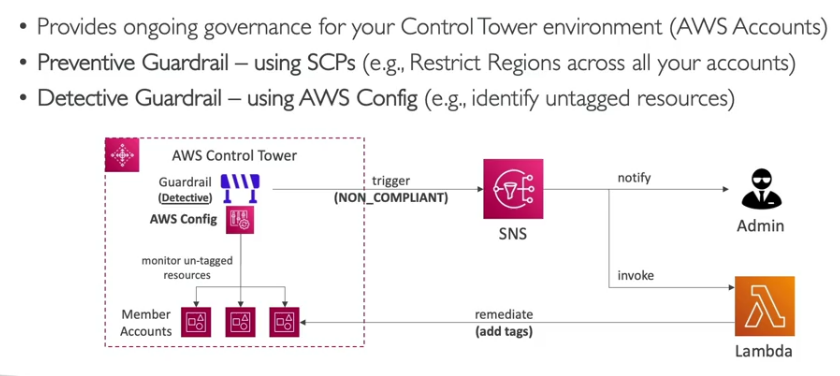 • Provides ongoing governance for your Control Tower environment (AWS Accounts)
• Preventive Guardrail – using SCPs (e.g., Restrict Regions across all your accounts)
• Detective Guardrail – using AWS Config (e.g., identify untagged resources)
AWS Control Tower
Guardrail
(Detective)
AWS Config
trigger
(NON_COMPLIANT)
SNS
notify
Admin
monitor un-tagged
resources
invoke
Member
Accounts
remediate
(add tags)
Lambda